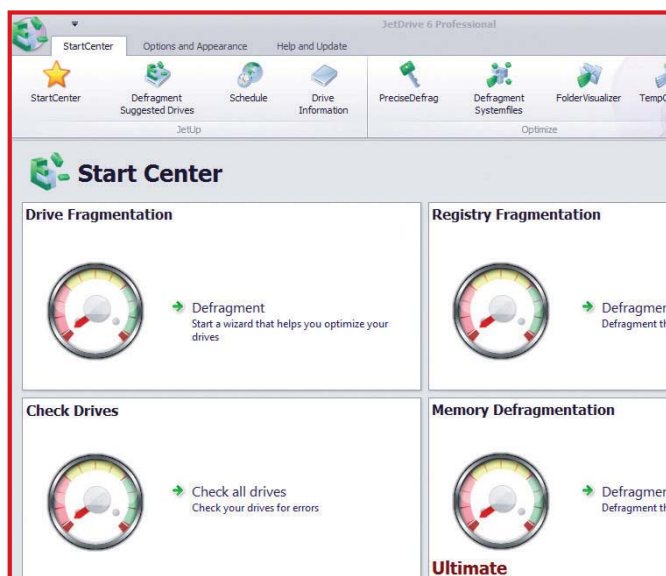 JetDrive 6 Professional
StartCenter Options and Appearance Help and Update
StartCenter
Defragment
Suggested Drives
Schedule
Drive
Information
PreciseDefrag
Defragment
Systemfiles
FolderVisualizer
JetUp
Optimize
Start Center
Drive Fragmentation
Defragment
Start a wizard that helps you optimize your
drives
Registry Fragmentation
Check Drives
Check all drives
Check your drives for errors
Memory Defragmentation
Ultimate